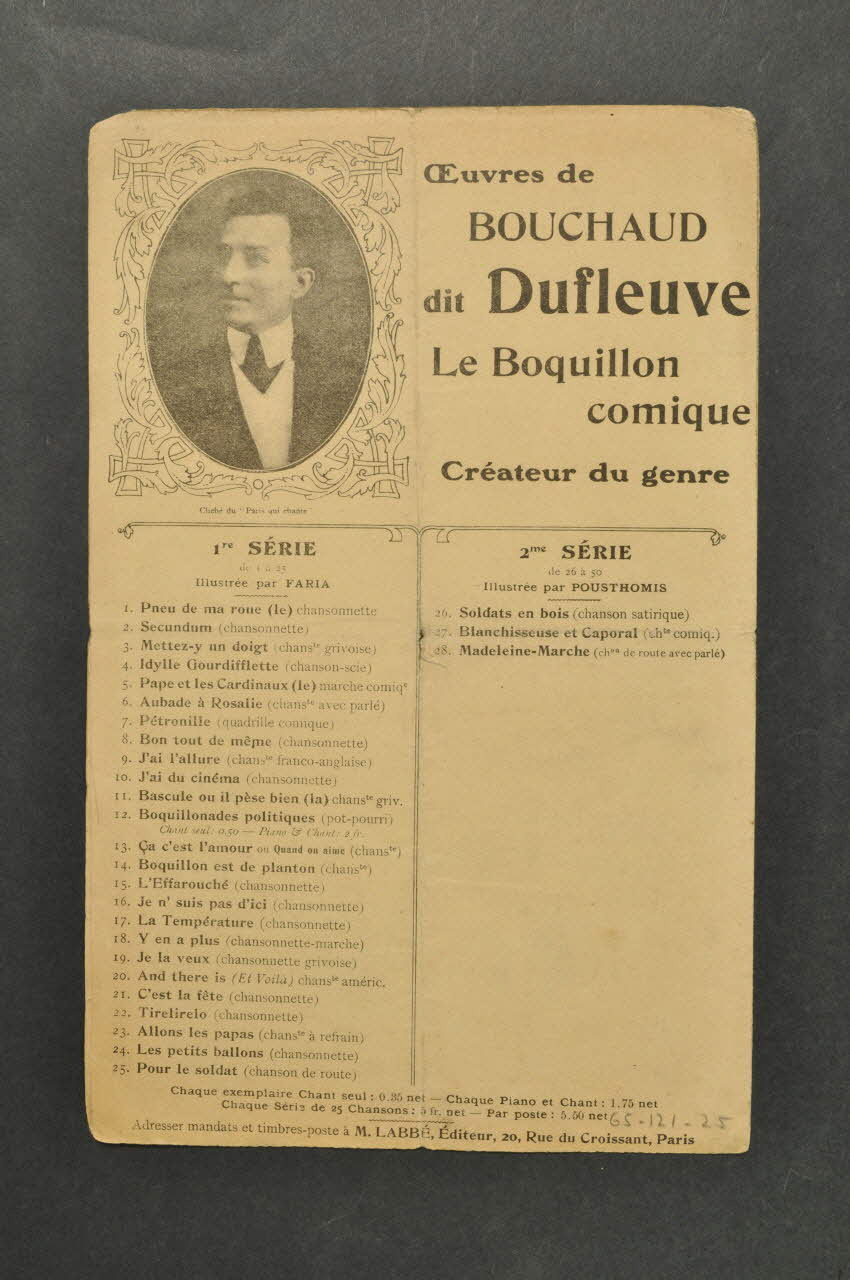 Œuvres de
BOUCHAUD
dit Dufleuve
Le Boquillon
comique
Créateur du genre
Cliché du "Paris qui chante"
1re SÉRIE
de 1 à 25
Illustrée par FARIA
1. Pneu de ma roue (le) chansonnette
2. Secundum (chansonnette)
3. Mettez-y un doigt (chanste grivoise)
4. Idylle Gourdifflette (chanson-scie)
5. Pape et les Cardinaux (le) marche comiqe
6. Aubade à Rosalie (chanste avec parlé)
7. Pétronille (quadrille comique)
8. Bon tout de même (chansonnette)
9. J'ai l'allure (chanste franco-anglaise)
10. J'ai du cinéma (chansonnette)
11. Bascule ou il pèse bien (la) chanste griv.
12. Boquillonades politiques (pot-pourri)
Chant seul: 0,50 — Piano & Chant: 2 fr.
13. Ça c'est l'amour ou Quand on aime (chanste)
14. Boquillon est de planton (chanste)
15. L'Effarouché (chansonnette)
16. Je n' suis pas d'ici (chansonnette)
17. La Température (chansonnette)
18. Y en a plus (chansonnette-marche)
19. Je la veux (chansonnette grivoise)
20. And there is (Et Voilà) chanste améric.
21. C'est la fête (chansonnette)
22. Tirelirelo (chansonnette)
23. Allons les papas (chanste à refrain)
24. Les petits ballons (chansonnette)
25. Pour le soldat (chanson de route)
2me SÉRIE
de 26 à 50
Illustrée par POUSTHOMIS
26. Soldats en bois (chanson satirique)
27. Blanchisseuse et Caporal (chte comiq.)
28. Madeleine-Marche (chon de route avec parlé)
Chaque exemplaire Chant seul : 0.35 net — Chaque Piano et Chant : 1.75 net
Chaque Série de 25 Chansons : 5 fr. net — Par poste : 5.50 net
65-121-25
Adresser mandats et timbres-poste à M. LABBÉ, Éditeur, 20, Rue du Croissant, Paris